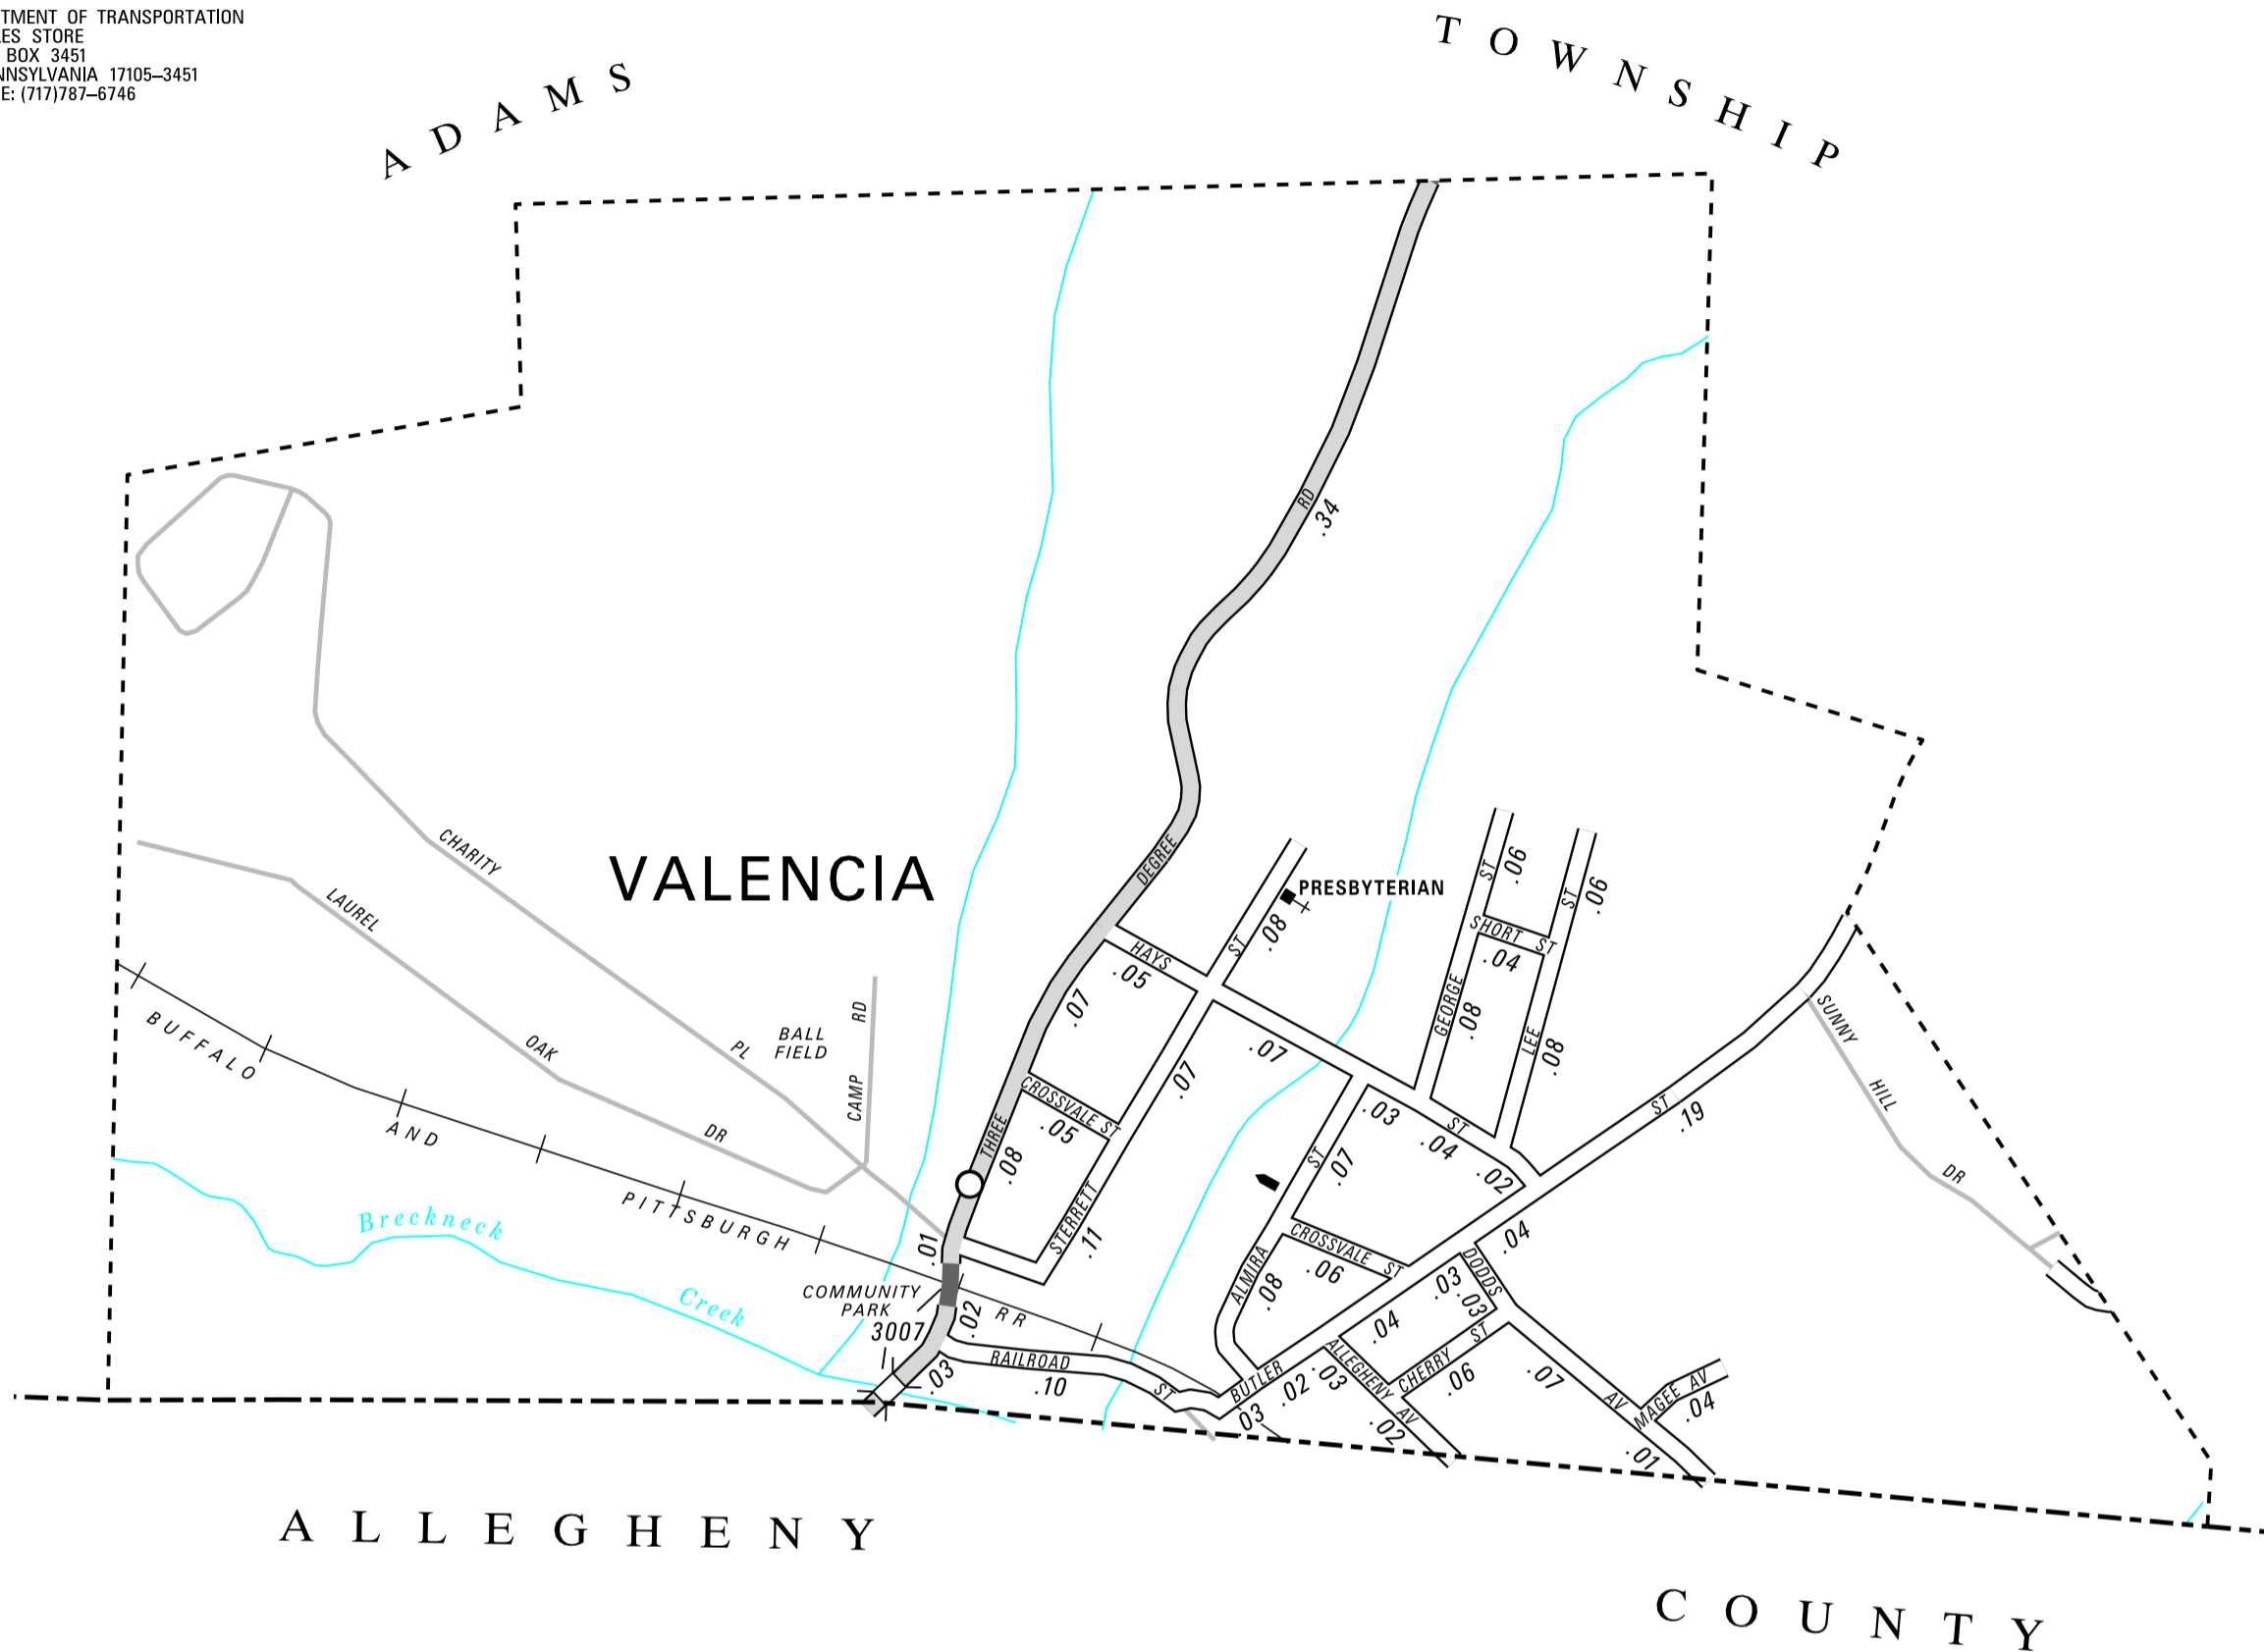 TMENT OF TRANSPORTATION
ES STORE
BOX 3451
NNSYLVANIA 17105–3451
E: (717)787–6746
ADAMS
TOWNSHIP
RD
.34
DEGREE
VALENCIA
CHARITY
PL
LAUREL
OAK
DR
BALL
FIELD
CAMP RD
BUFFALO
AND
PITTSBURGH
RR
Breckneck
Creek
PRESBYTERIAN
ST
.08
HAYS
.05
.07
ST
.06
ST
.06
SHORT ST
.04
GEORGE
.08
LEE
.08
.07
.07
CROSSVALE ST
.05
THREE
.08
STERRETT
.11
.03
ST
.04
.02
ST
.07
ST
.19
SUNNY
HILL
DR
.01
COMMUNITY
PARK
3007
.02
.03
RAILROAD
.10
ST
ALMIRA
.08
CROSSVALE ST
.06
.04
DODDS
.03
.03
.04
BUTLER
.03
.02
.03
ALLEGHENY
AV
.02
CHERRY
ST
.06
.07
AV
MAGEE AV
.04
.01
ALLEGHENY
COUNTY